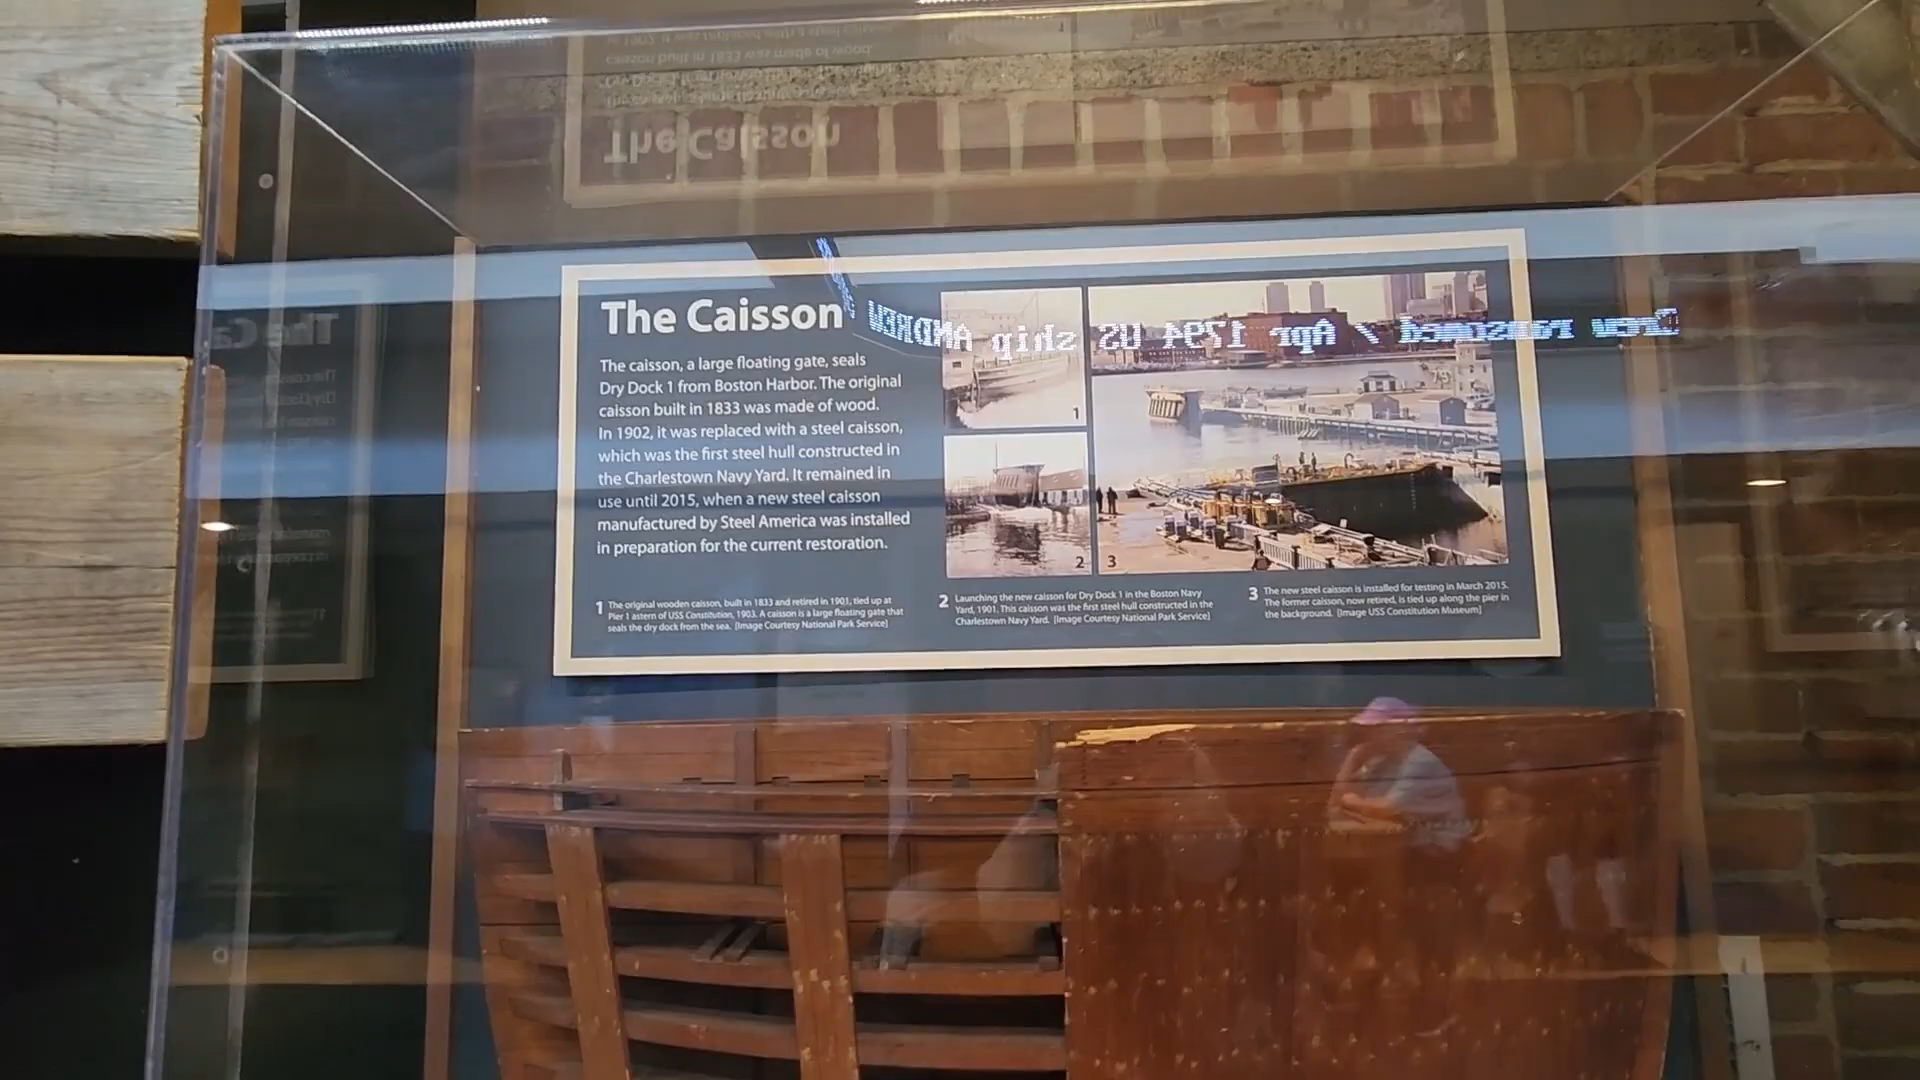 The Caisson
The caisson, a large floating gate, seals
Dry Dock 1 from Boston Harbor. The original
caisson built in 1833 was made of wood.
In 1902, it was replaced with a steel caisson,
which was the first steel hull constructed in
the Charlestown Navy Yard. It remained in
use until 2015, when a new steel caisson
manufactured by Steel America was installed
in preparation for the current restoration.
1
2
3
1 The original wooden caisson, built in 1833 and retired in 1901, tied up at
Pier 1 astern of USS Constitution, 1903. A caisson is a large floating gate that
seals the dry dock from the sea. [Image Courtesy National Park Service]
2 Launching the new caisson for Dry Dock 1 in the Boston Navy
Yard, 1901. This caisson was the first steel hull constructed in the
Charlestown Navy Yard. [Image Courtesy National Park Service]
3 The new steel caisson is installed for testing in March 2015.
The former caisson, now retired, is tied up along the pier in
the background. [Image USS Constitution Museum]
Crew ransomed / Apr 1794 US ship ANDREW